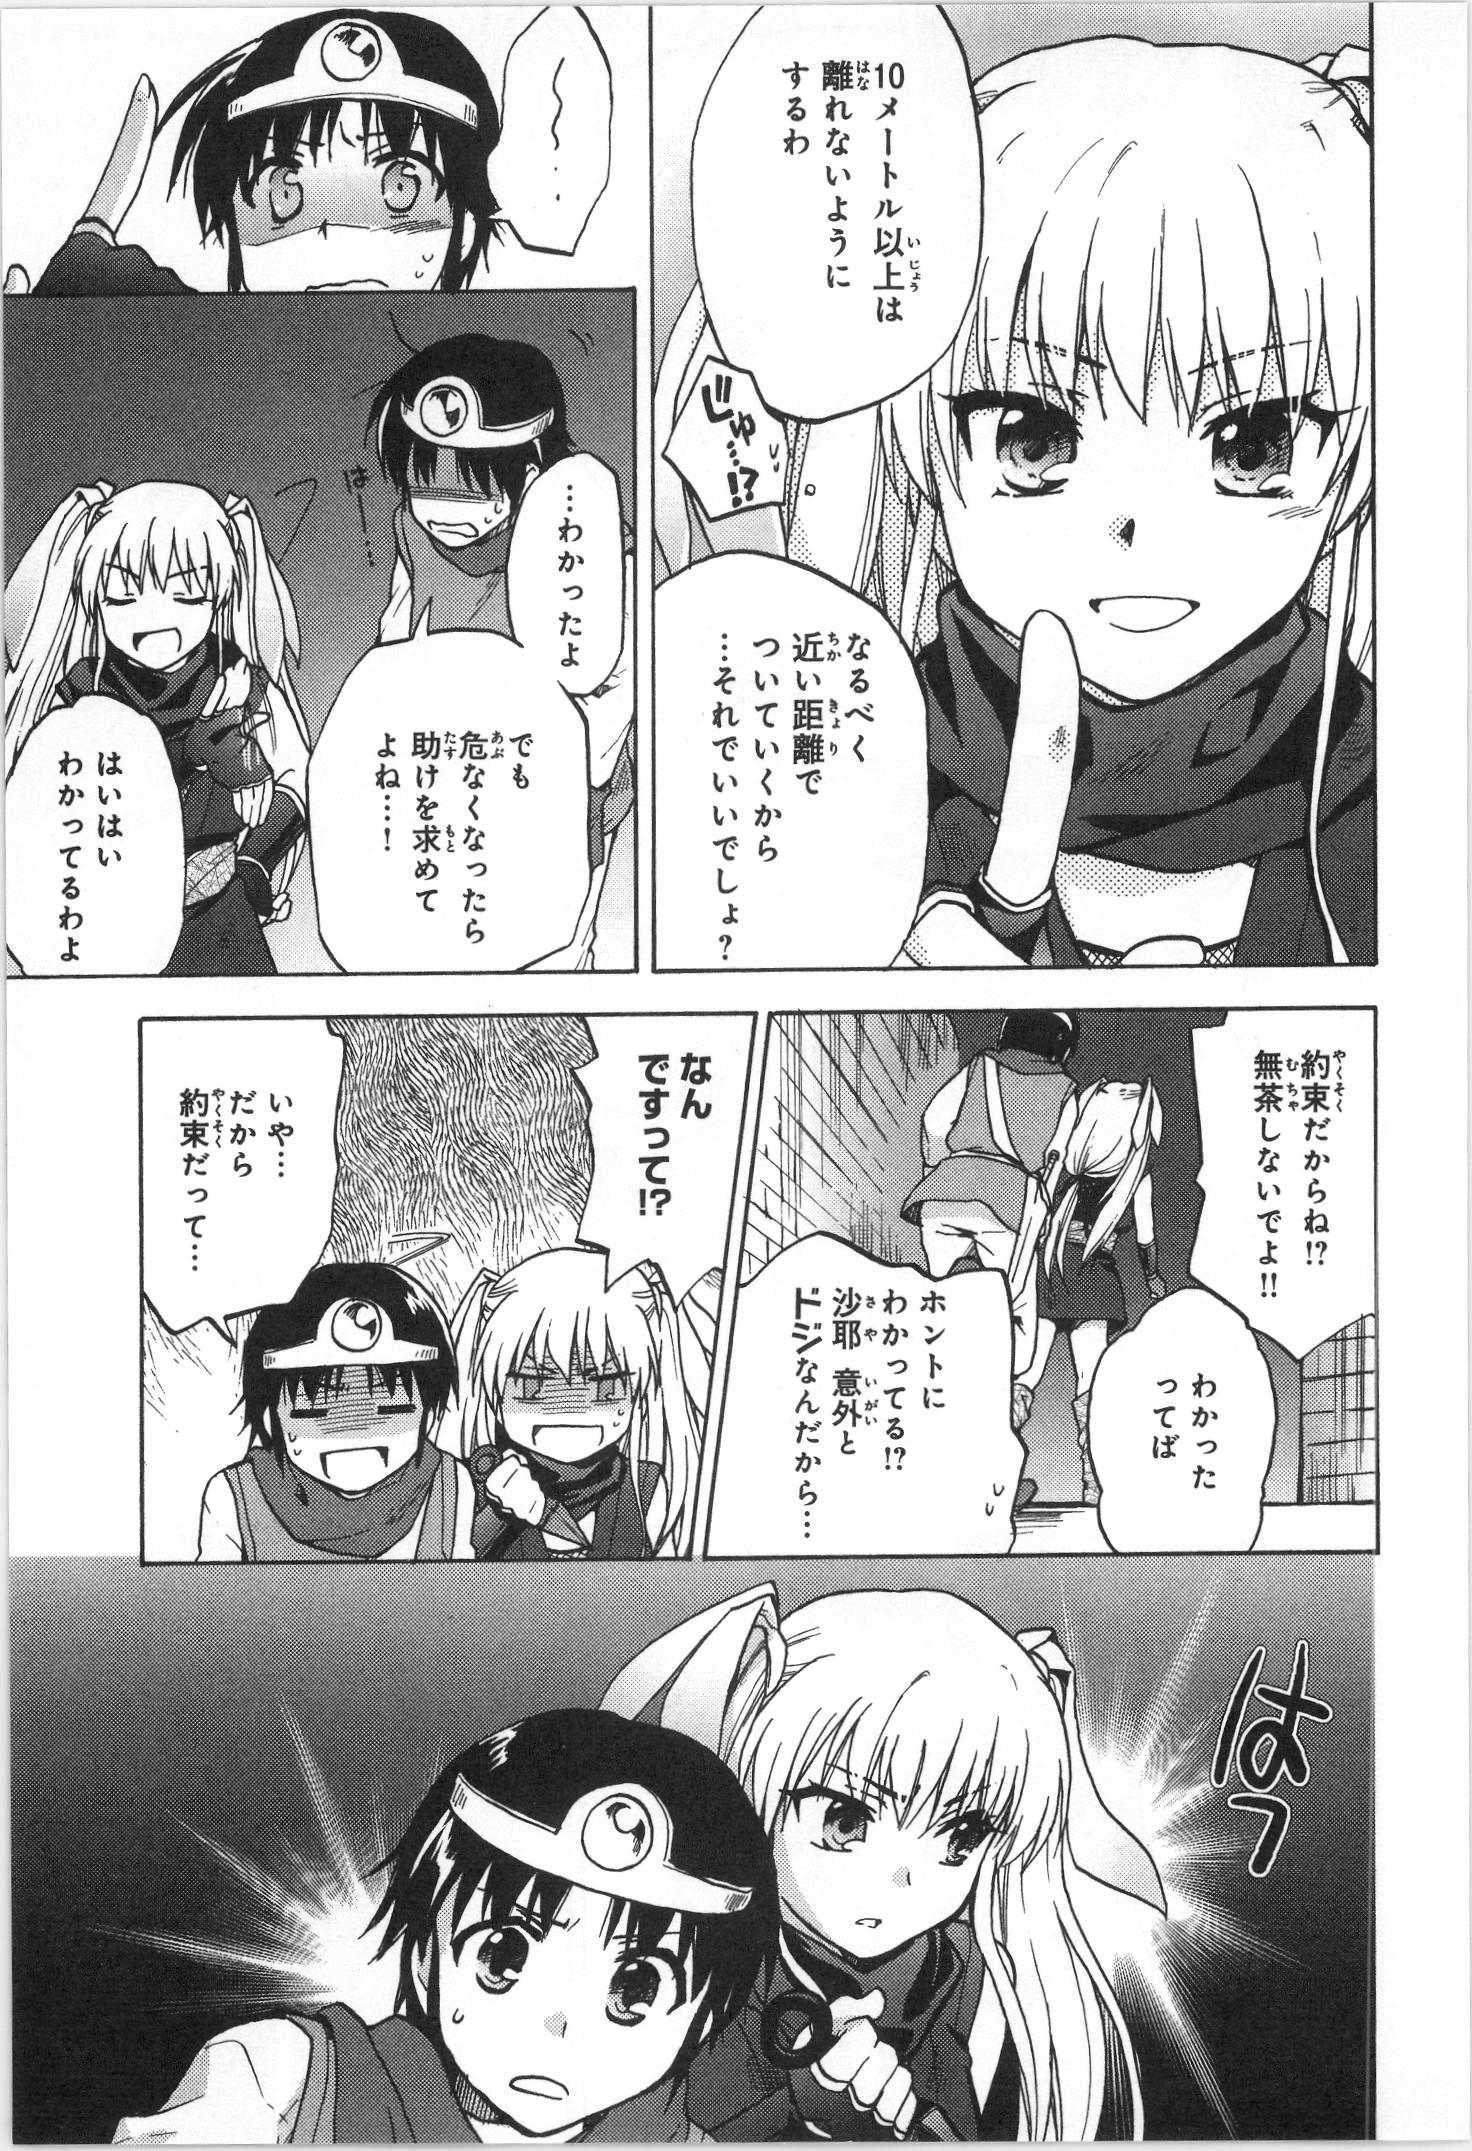 10メートル以上は
離れないように
するわ
じゅ…!?
なるべく
近い距離で
ついていくから
…それでいいでしょ?
…わかったよ
はー…
でも
危なくなったら
助けを求めて
よね…!
はいはい
わかってるわよ
約束だからね!?
無茶しないでよ!!
わかった
ってば
ホントに
わかってる!?
沙耶 意外と
ドジなんだから…
なん
ですって!?
いや…
だから
約束だって…
はっ